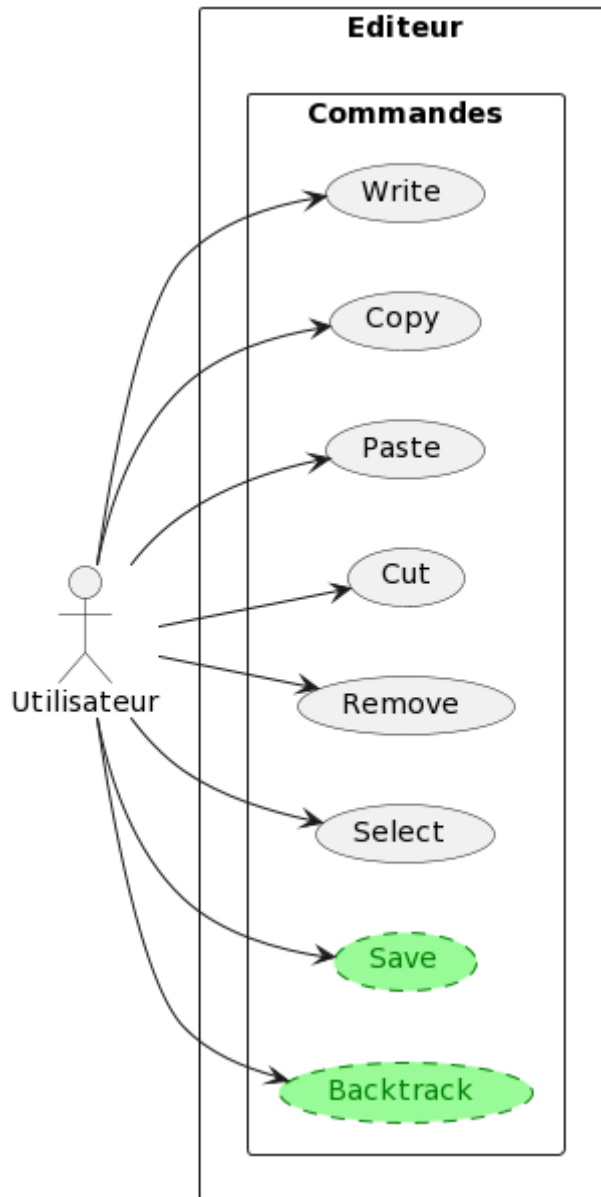 Editeur
Commandes
Write
Copy
Paste
Cut
Remove
Utilisateur
Select
Save
Backtrack